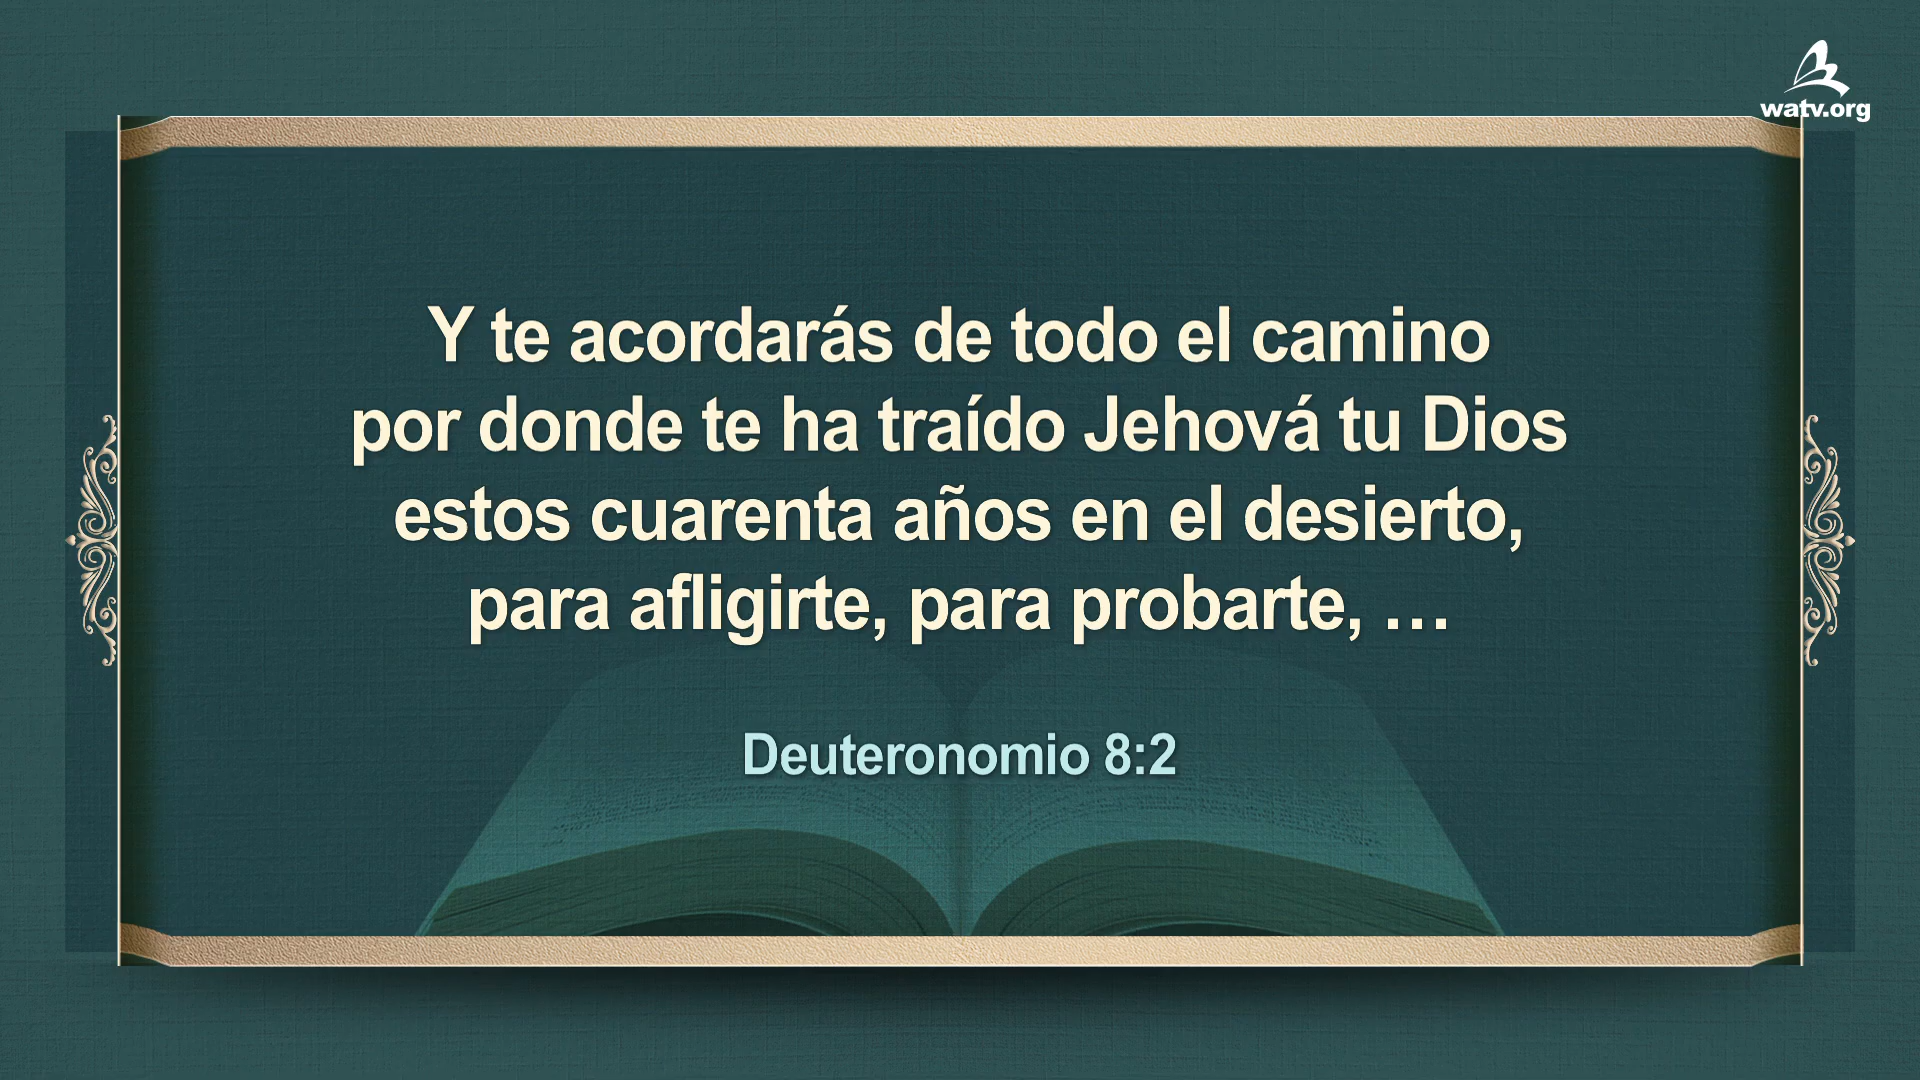 watv.org
Y te acordarás de todo el camino
por donde te ha traído Jehová tu Dios
estos cuarenta años en el desierto,
para afligirte, para probarte, …
Deuteronomio 8:2